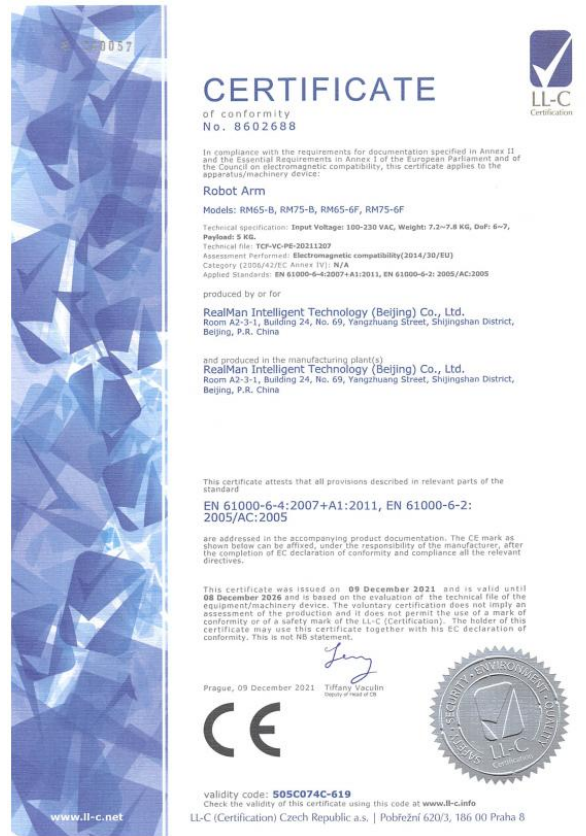 0057
CERTIFICATE
of conformity
No. 8602688
LL-C
Certification
In compliance with the requirements for documentation specified in Annex II
and the Essential Requirements in Annex I of the European Parliament and of
the Council on electromagnetic compatibility, this certificate applies to the
apparatus/machinery device:
Robot Arm
Models: RM65-B, RM75-B, RM65-6F, RM75-6F
Technical specification: Input Voltage: 100-230 VAC, Weight: 7.2~7.8 KG, DoF: 6~7,
Payload: 5 KG.
Technical file: TCF-VC-PE-20211207
Assessment Performed: Electromagnetic compatibility(2014/30/EU)
Category (2006/42/EC Annex IV): N/A
Applied Standards: EN 61000-6-4:2007+A1:2011, EN 61000-6-2: 2005/AC:2005
produced by or for
RealMan Intelligent Technology (Beijing) Co., Ltd.
Room A2-3-1, Building 24, No. 69, Yangzhuang Street, Shijingshan District,
Beijing, P.R. China
and produced in the manufacturing plant(s)
RealMan Intelligent Technology (Beijing) Co., Ltd.
Room A2-3-1, Building 24, No. 69, Yangzhuang Street, Shijingshan District,
Beijing, P.R. China
This certificate attests that all provisions described in relevant parts of the
standard
EN 61000-6-4:2007+A1:2011, EN 61000-6-2:
2005/AC:2005
are addressed in the accompanying product documentation. The CE mark as
shown below can be affixed, under the responsibility of the manufacturer, after
the completion of EC declaration of conformity and compliance all the relevant
directives.
This certificate was issued on 09 December 2021 and is valid until
08 December 2026 and is based on the evaluation of the technical file of the
equipment/machinery device. The voluntary certification does not imply an
assessment of the production and it does not permit the use of a mark of
conformity or of a safety mark of the LL-C (Certification). The holder of this
certificate may use this certificate together with his EC declaration of
conformity. This is not NB statement.
Prague, 09 December 2021
Tiffany Vaculin
Deputy of Head of CB
CE
SAFETY • SECURITY • ENVIRONMENT • QUALITY
LL-C
Certification
validity code: 505C074C-619
Check the validity of this certificate using this code at www.ll-c.info
www.ll-c.net
LL-C (Certification) Czech Republic a.s. | Pobřežní 620/3, 186 00 Praha 8